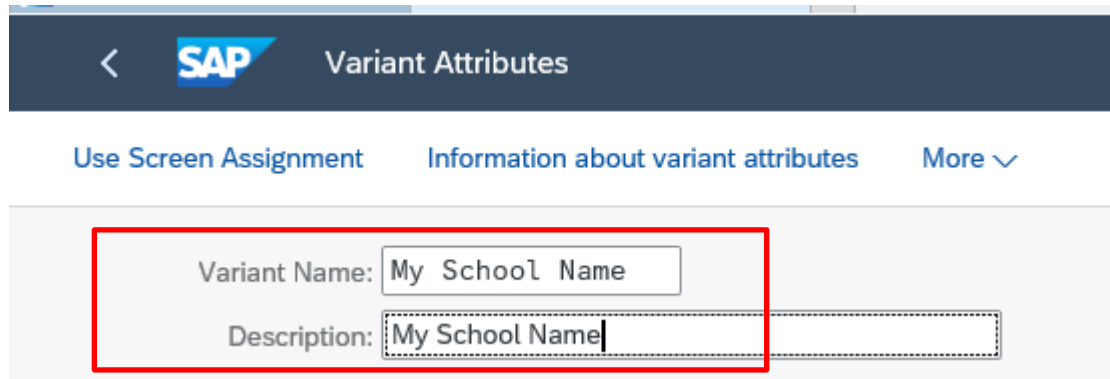 SAP Variant Attributes
Use Screen Assignment Information about variant attributes More
Variant Name: My School Name
Description: My School Name